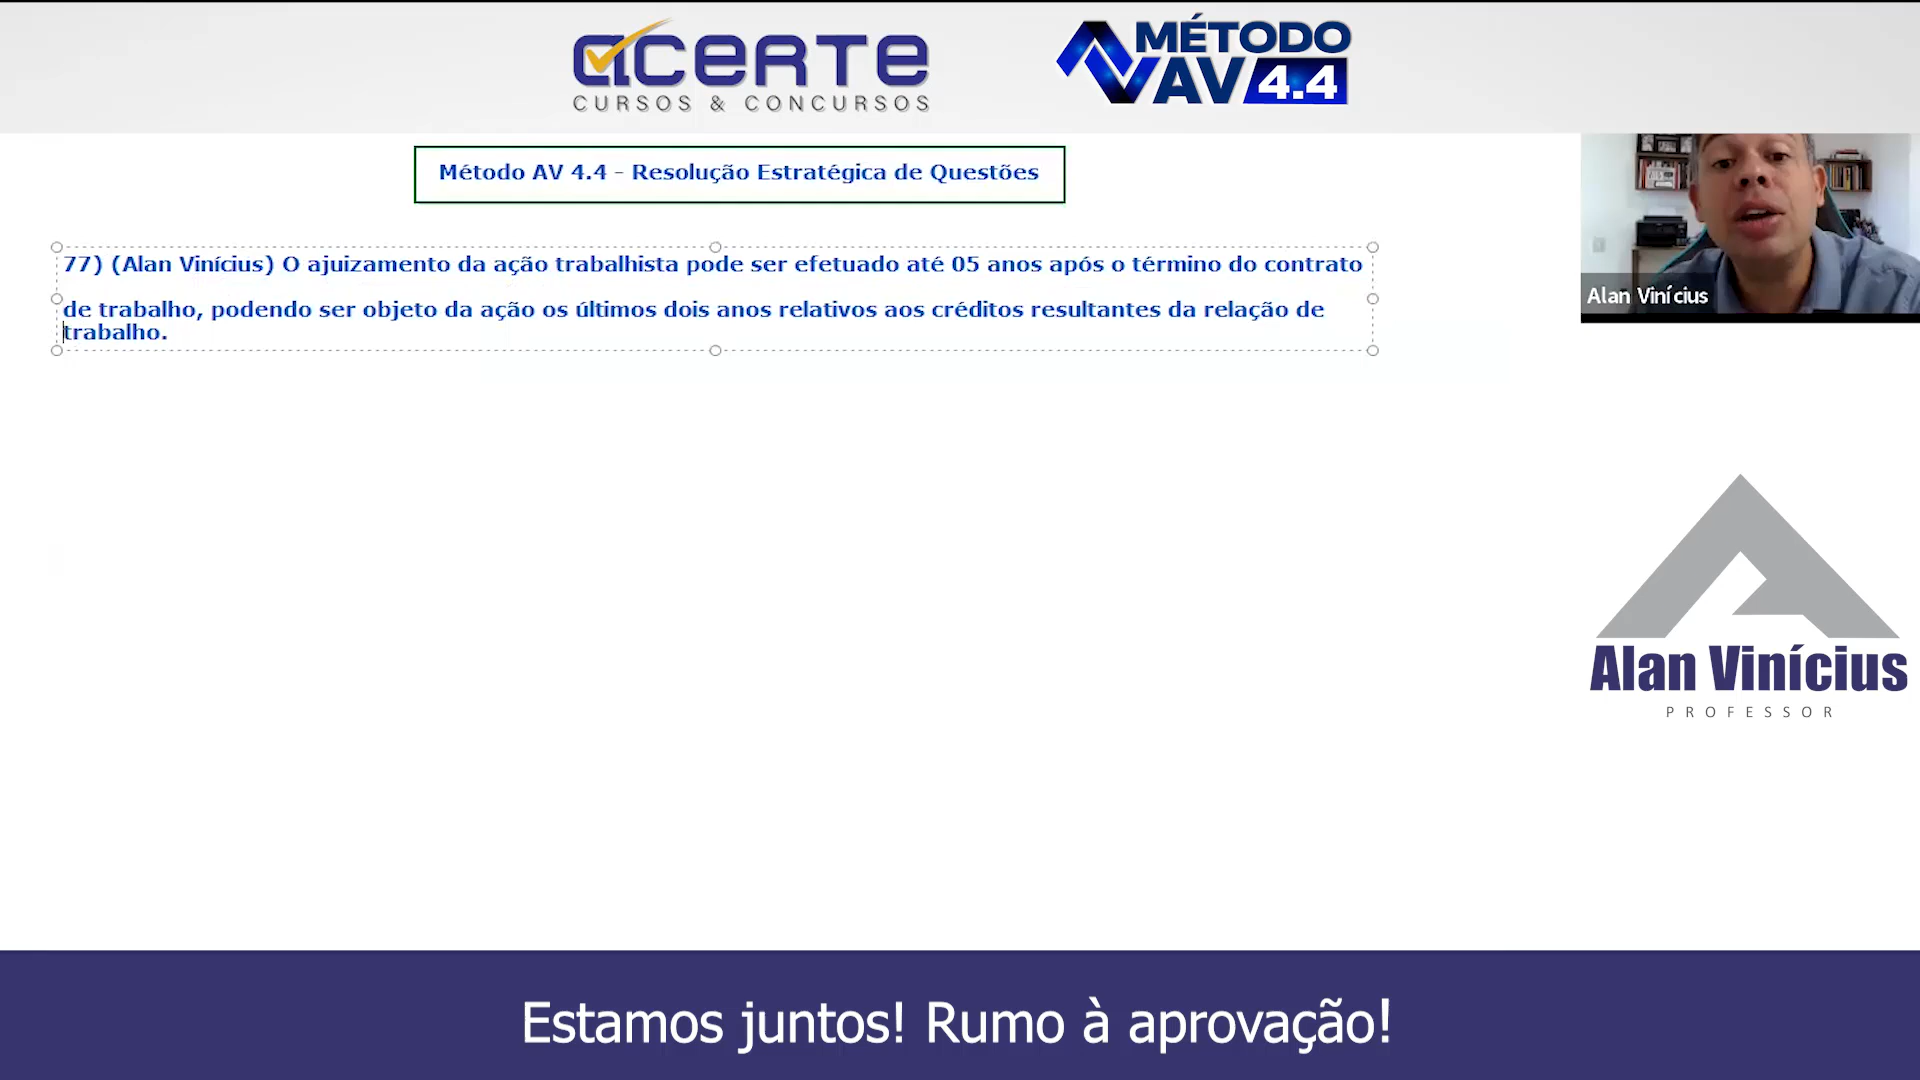 acerte
CURSOS & CONCURSOS
MÉTODO
AV 4.4
Método AV 4.4 - Resolução Estratégica de Questões
77) (Alan Vinícius) O ajuizamento da ação trabalhista pode ser efetuado até 05 anos após o término do contrato
de trabalho, podendo ser objeto da ação os últimos dois anos relativos aos créditos resultantes da relação de
trabalho.
Alan Vinícius
Alan Vinícius
PROFESSOR
Estamos juntos! Rumo à aprovação!